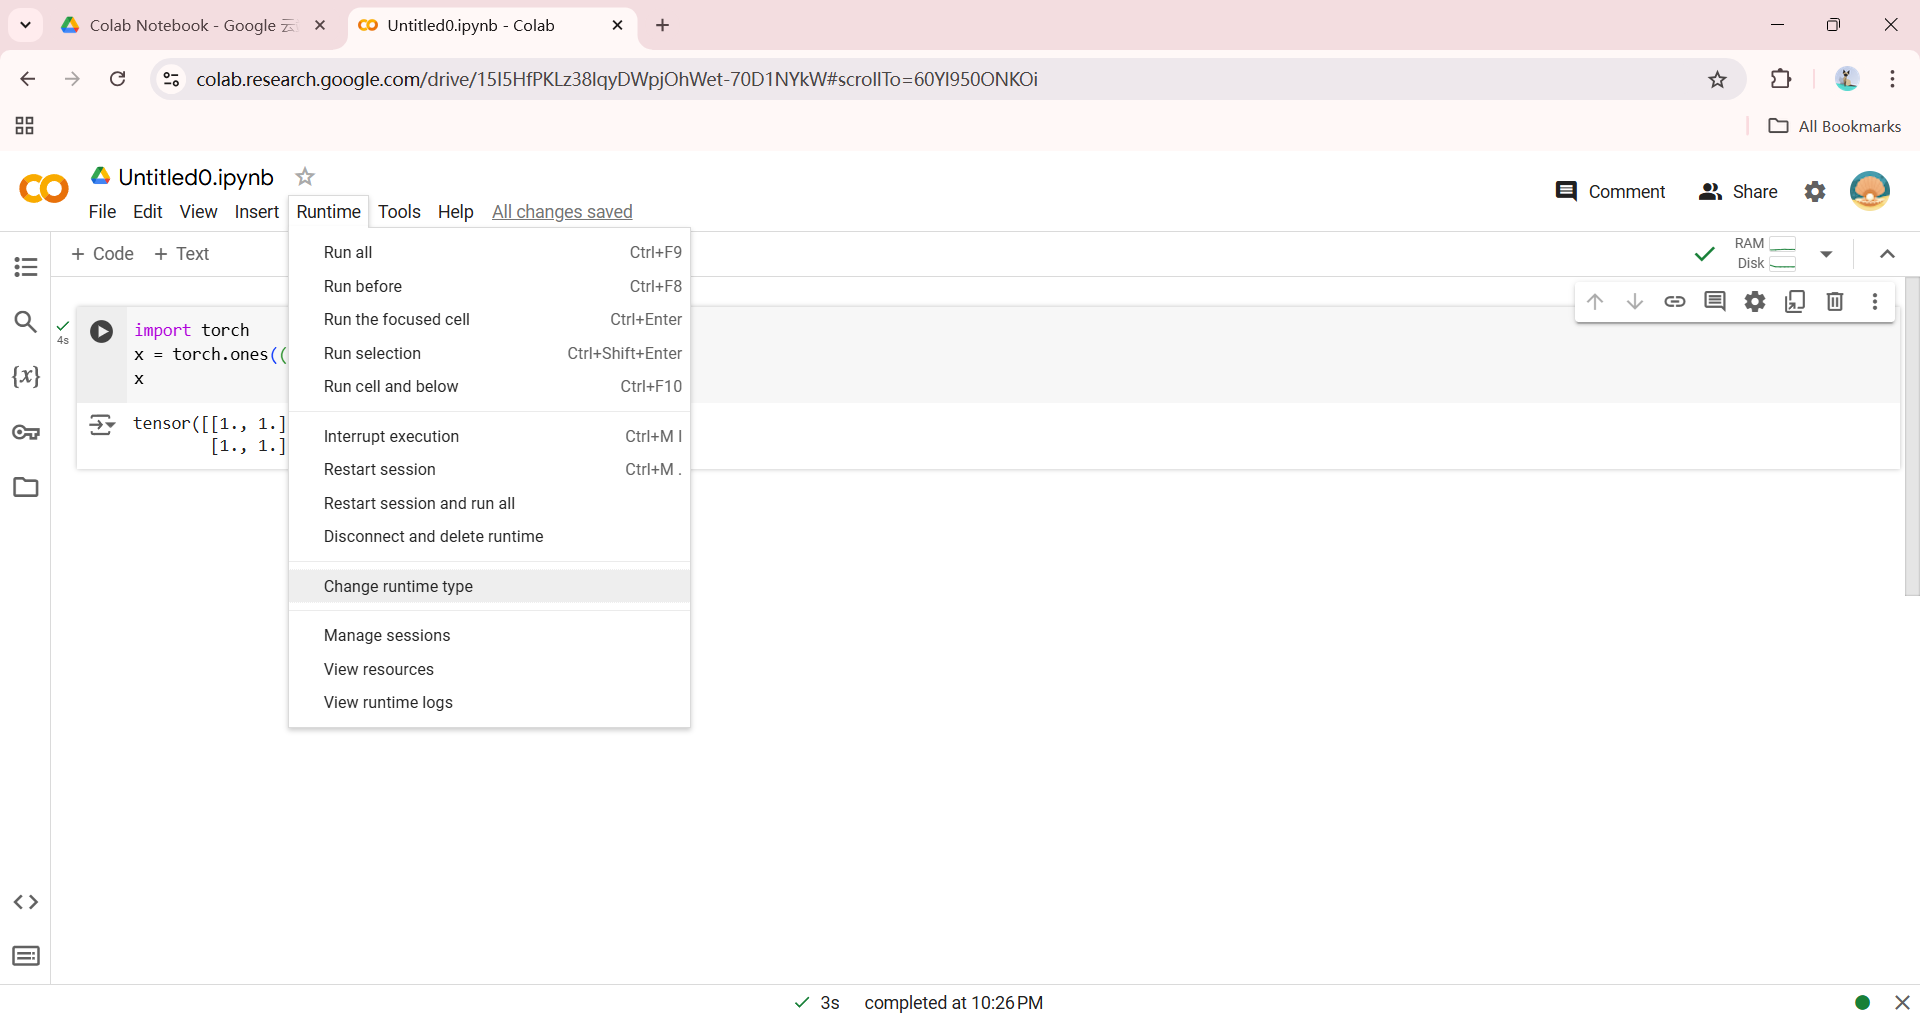 Colab Notebook - Google 云
Untitled0.ipynb - Colab
colab.research.google.com/drive/15I5HfPKLz38IqyDWpjOhWet-70D1NYkW#scrollTo=60YI950ONKOi
All Bookmarks
Untitled0.ipynb
Comment
Share
File Edit View Insert Runtime Tools Help All changes saved
+ Code + Text
RAM
Disk
Run all Ctrl+F9
Run before Ctrl+F8
Run the focused cell Ctrl+Enter
Run selection Ctrl+Shift+Enter
Run cell and below Ctrl+F10
Interrupt execution Ctrl+M I
Restart session Ctrl+M .
Restart session and run all
Disconnect and delete runtime
Change runtime type
Manage sessions
View resources
View runtime logs
4s
import torch
x = torch.ones((
x
tensor([[1., 1.]
[1., 1.]
{x}
3s completed at 10:26 PM